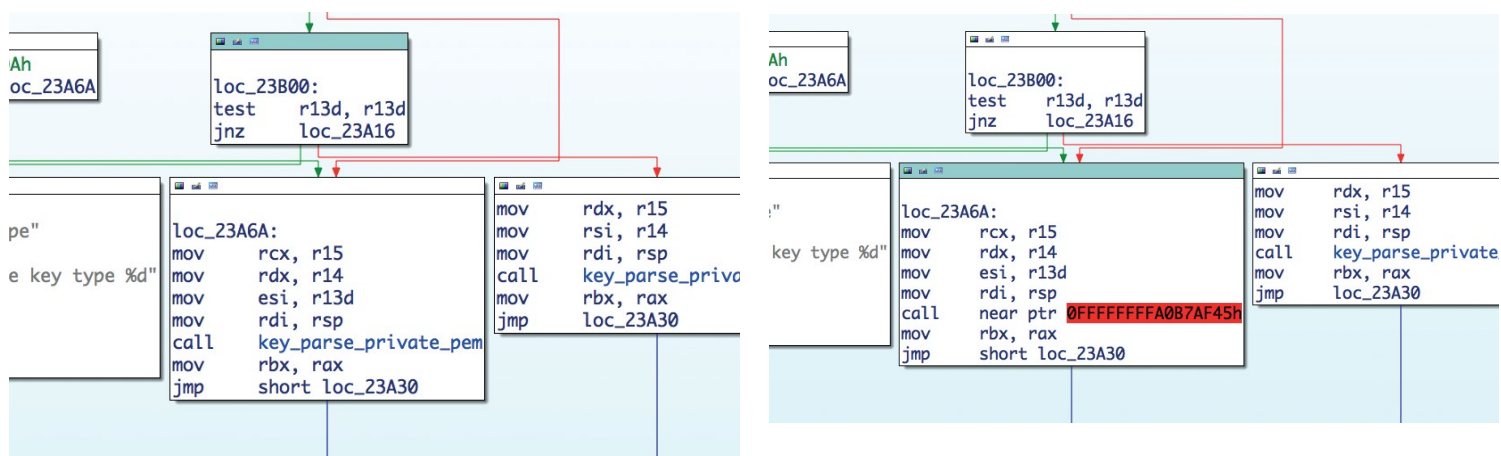 Ah
oc_23A6A
loc_23B00:
test r13d, r13d
jnz loc_23A16
pe"
e key type %d"
loc_23A6A:
mov rcx, r15
mov rdx, r14
mov esi, r13d
mov rdi, rsp
call key_parse_private_pem
mov rbx, rax
jmp short loc_23A30
mov rdx, r15
mov rsi, r14
mov rdi, rsp
call key_parse_priva
mov rbx, rax
jmp loc_23A30
Ah
oc_23A6A
loc_23B00:
test r13d, r13d
jnz loc_23A16
"
key type %d"
loc_23A6A:
mov rcx, r15
mov rdx, r14
mov esi, r13d
mov rdi, rsp
call near ptr 0FFFFFFFFA0B7AF45h
mov rbx, rax
jmp short loc_23A30
mov rdx, r15
mov rsi, r14
mov rdi, rsp
call key_parse_private_
mov rbx, rax
jmp loc_23A30